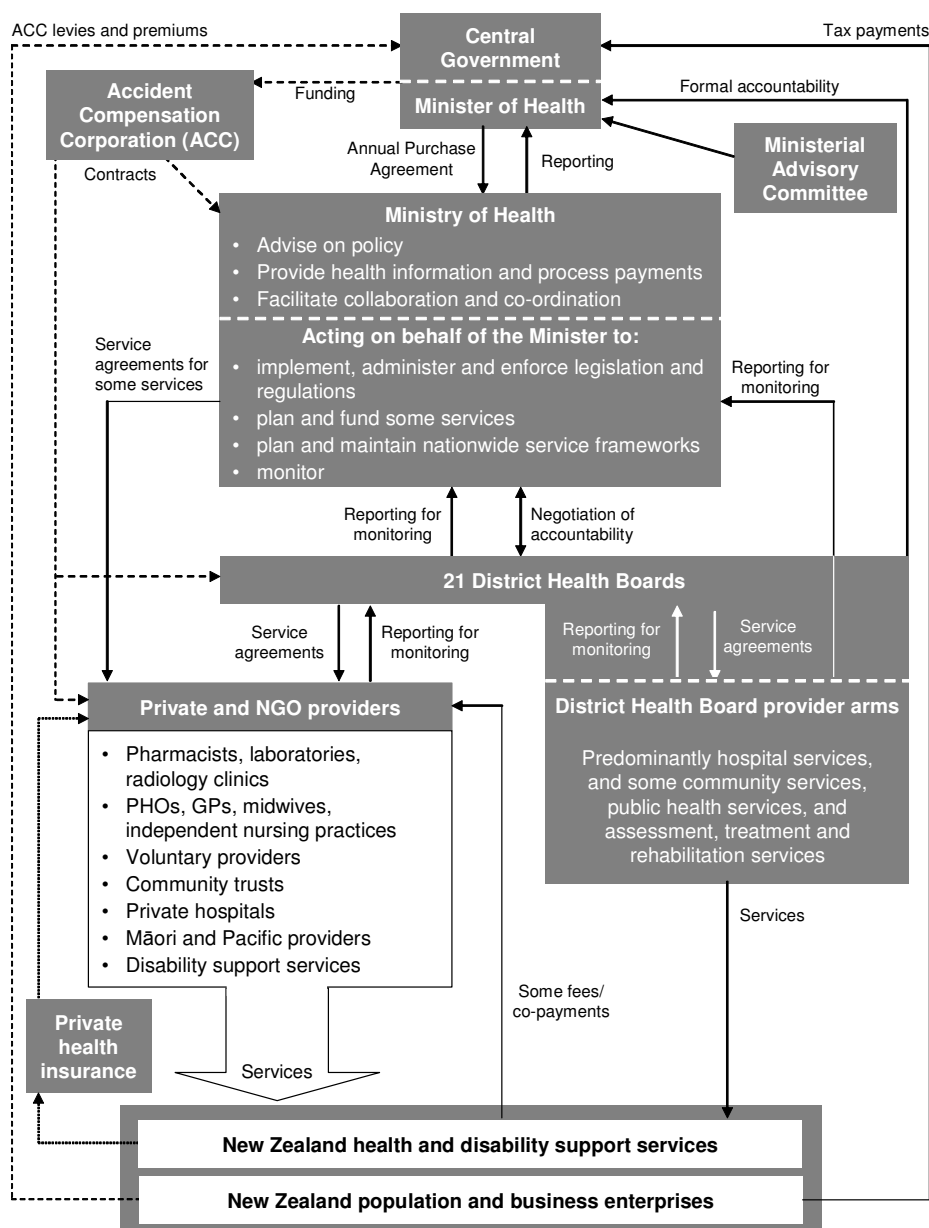 ACC levies and premiums
Central
Government
Tax payments
Funding
Minister of Health
Formal accountability
Accident
Compensation
Corporation (ACC)
Contracts
Annual Purchase
Agreement
Reporting
Ministerial
Advisory
Committee
Ministry of Health
• Advise on policy
• Provide health information and process payments
• Facilitate collaboration and co-ordination
Acting on behalf of the Minister to:
• implement, administer and enforce legislation and
regulations
• plan and fund some services
• plan and maintain nationwide service frameworks
• monitor
Service
agreements for
some services
Reporting for
monitoring
Reporting for
monitoring
Negotiation of
accountability
21 District Health Boards
Service
agreements
Reporting for
monitoring
Reporting for
monitoring
Service
agreements
Private and NGO providers
• Pharmacists, laboratories,
radiology clinics
• PHOs, GPs, midwives,
independent nursing practices
• Voluntary providers
• Community trusts
• Private hospitals
• Māori and Pacific providers
• Disability support services
District Health Board provider arms
Predominantly hospital services,
and some community services,
public health services, and
assessment, treatment and
rehabilitation services
Services
Some fees/
co-payments
Private
health
insurance
Services
New Zealand health and disability support services
New Zealand population and business enterprises